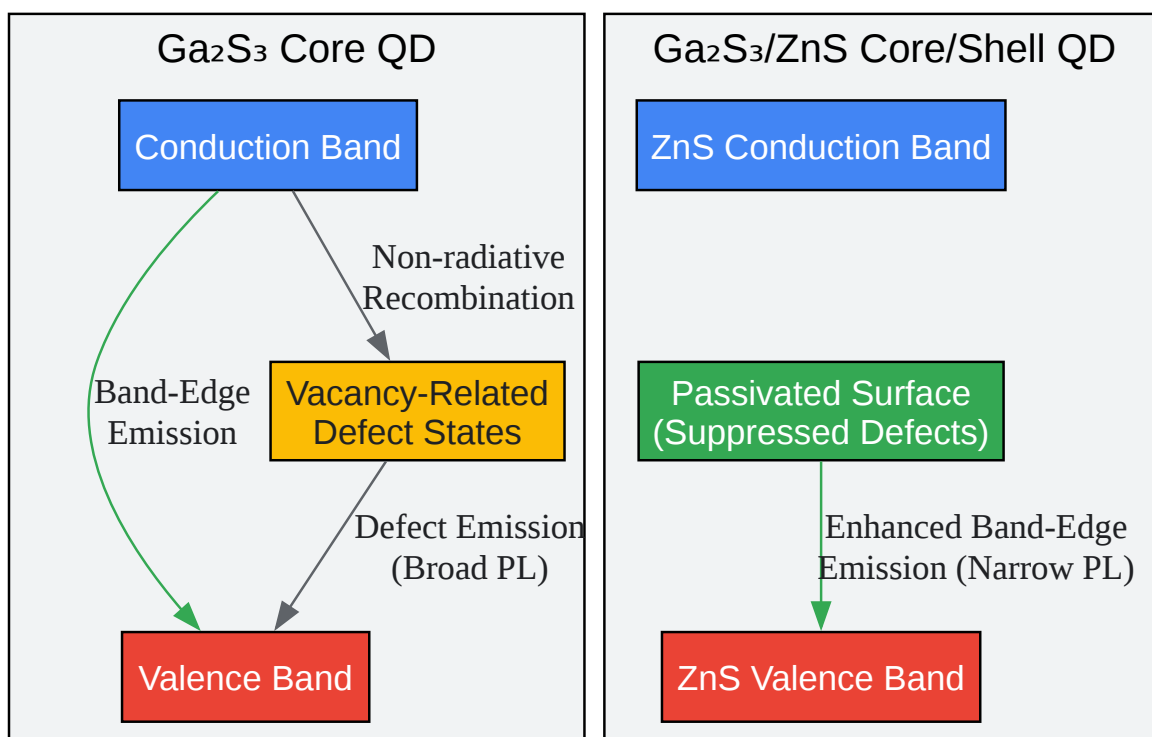 Ga₂S₃ Core QD
Conduction Band
Non-radiative
Recombination
Band-Edge
Emission
Vacancy-Related
Defect States
Defect Emission
(Broad PL)
Valence Band
Ga₂S₃/ZnS Core/Shell QD
ZnS Conduction Band
Passivated Surface
(Suppressed Defects)
Enhanced Band-Edge
Emission (Narrow PL)
ZnS Valence Band